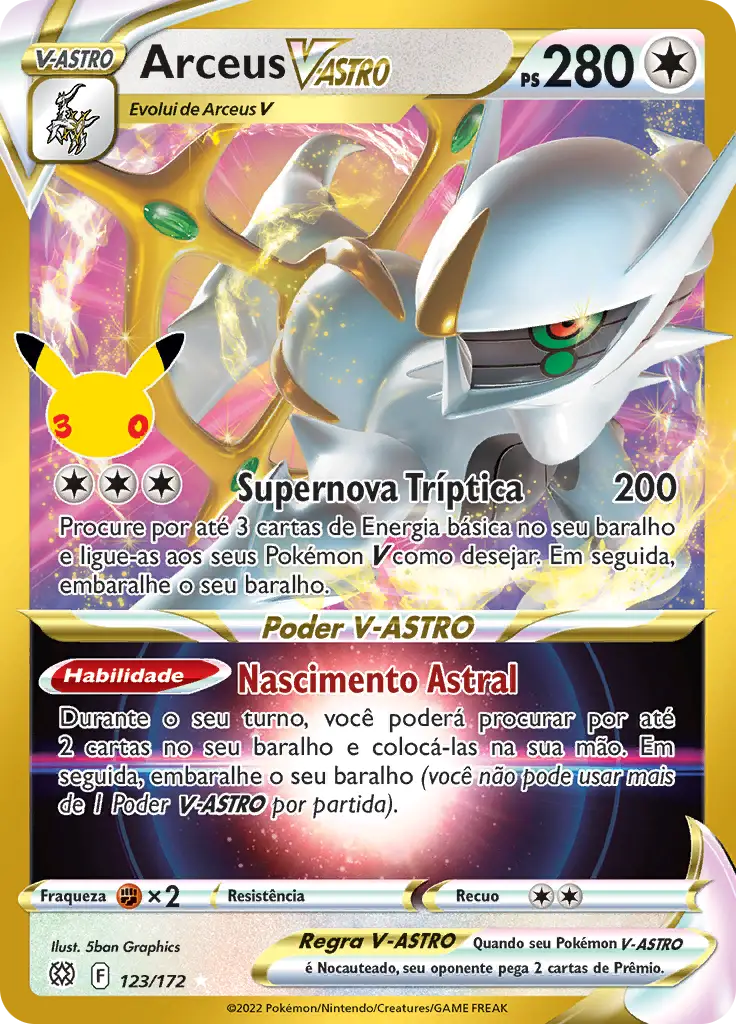 V-ASTRO
Arceus V-ASTRO
PS 280
Evolui de Arceus V
3 0
Supernova Tríptica 200
Procure por até 3 cartas de Energia básica no seu baralho
e ligue-as aos seus Pokémon V como desejar. Em seguida,
embaralhe o seu baralho.
Poder V-ASTRO
Habilidade Nascimento Astral
Durante o seu turno, você poderá procurar por até
2 cartas no seu baralho e colocá-las na sua mão. Em
seguida, embaralhe o seu baralho (você não pode usar mais
de 1 Poder V-ASTRO por partida).
Fraqueza ×2 Resistência Recuo
Ilust. 5ban Graphics
F 123/172
Regra V-ASTRO Quando seu Pokémon V-ASTRO
é Nocauteado, seu oponente pega 2 cartas de Prêmio.
©2022 Pokémon/Nintendo/Creatures/GAME FREAK